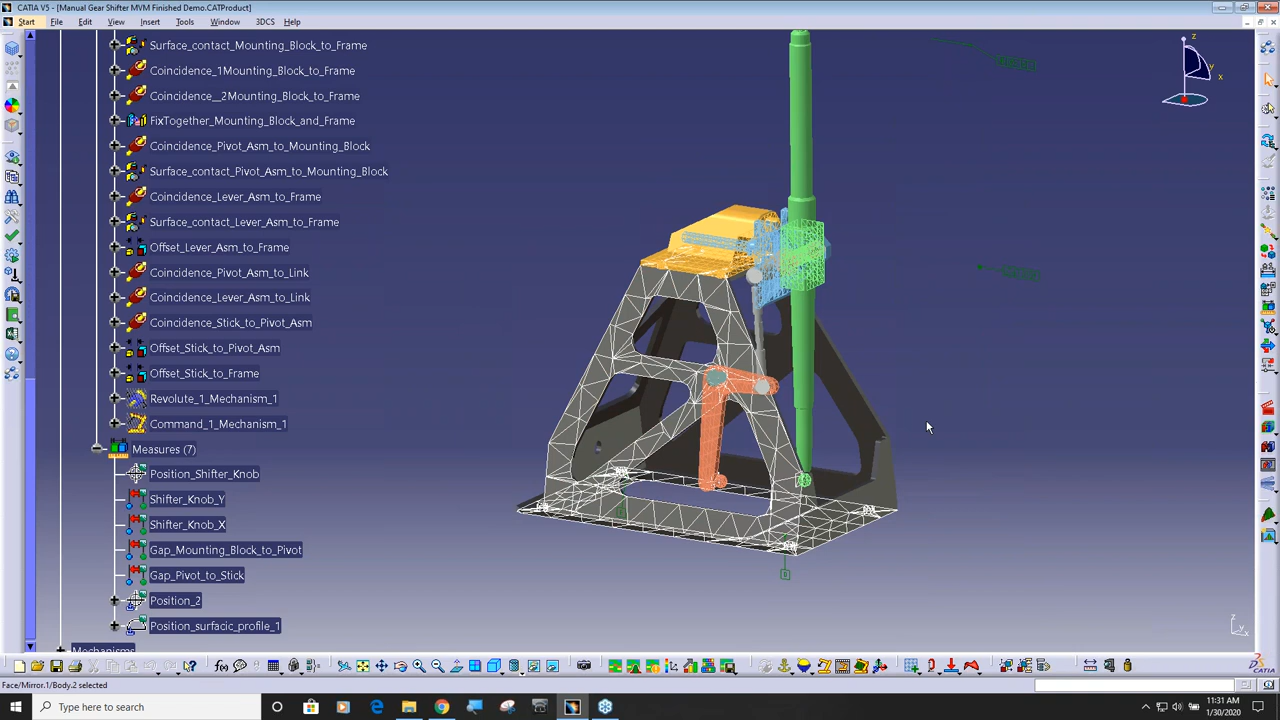 CATIA V5 - [Manual Gear Shifter MVM Finished Demo.CATProduct]
Start File Edit View Insert Tools Window 3DCS Help
Surface_contact_Mounting_Block_to_Frame
Coincidence_1Mounting_Block_to_Frame
Coincidence__2Mounting_Block_to_Frame
FixTogether_Mounting_Block_and_Frame
Coincidence_Pivot_Asm_to_Mounting_Block
Surface_contact_Pivot_Asm_to_Mounting_Block
Coincidence_Lever_Asm_to_Frame
Surface_contact_Lever_Asm_to_Frame
Offset_Lever_Asm_to_Frame
Coincidence_Pivot_Asm_to_Link
Coincidence_Lever_Asm_to_Link
Coincidence_Stick_to_Pivot_Asm
Offset_Stick_to_Pivot_Asm
Offset_Stick_to_Frame
Revolute_1_Mechanism_1
Command_1_Mechanism_1
Measures (7)
Position_Shifter_Knob
Shifter_Knob_Y
Shifter_Knob_X
Gap_Mounting_Block_to_Pivot
Gap_Pivot_to_Stick
Position_2
Position_surfacic_profile_1
Mechanisms
z
y
x
B
z
y
x
Face/Mirror.1/Body.2 selected
CATIA
Type here to search
11:31 AM
1/30/2020